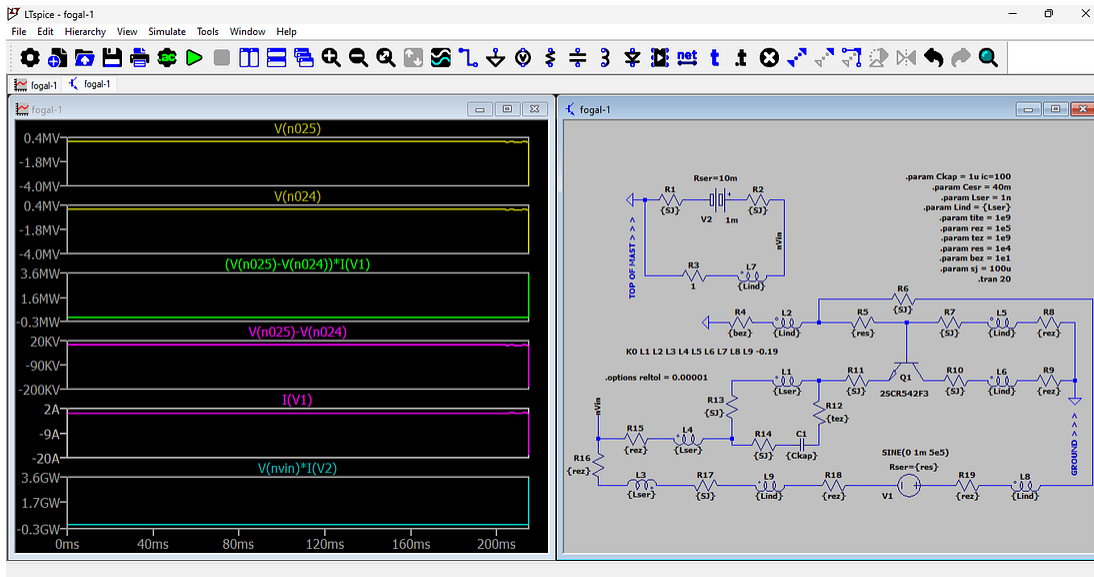 LTspice - fogal-1
File Edit Hierarchy View Simulate Tools Window Help
ac
net
t
.t
fogal-1
fogal-1
fogal-1
V(n025)
0.4MV
-1.8MV
-4.0MV
V(n024)
0.4MV
-1.8MV
-4.0MV
(V(n025)-V(n024))*I(V1)
3.6MW
1.6MW
-0.3MW
V(n025)-V(n024)
20KV
-90KV
-200KV
I(V1)
2A
-9A
-20A
V(nvin)*I(V2)
3.6GW
1.7GW
-0.3GW
0ms 40ms 80ms 120ms 160ms 200ms
fogal-1
Rser=10m
R1
{SJ}
V2
1m
R2
{SJ}
TOP OF MAST > > >
nVin
R3
1
L7
{Lind}
.param Ckap = 1u ic=100
.param Cesr = 40m
.param Lser = 1n
.param Lind = {Lser}
.param tite = 1e9
.param rez = 1e5
.param tez = 1e9
.param res = 1e4
.param bez = 1e1
.param sj = 100u
.tran 20
R6
{SJ}
R4
{bez}
L2
{Lind}
R5
{res}
R7
{SJ}
L5
{Lind}
R8
{rez}
K0 L1 L2 L3 L4 L5 L6 L7 L8 L9 -0.19
.options reltol = 0.00001
L1
{Lser}
R11
{SJ}
Q1
2SCR542F3
R10
{SJ}
L6
{Lind}
R9
{rez}
nVin
R13
{SJ}
R12
{tez}
R15
{rez}
L4
{Lser}
R14
{SJ}
C1
{Ckap}
GROUND > > >
R16
{rez}
L3
{Lser}
R17
{SJ}
L9
{Lind}
R18
{rez}
SINE(0 1m 5e5)
Rser={res}
V1
R19
{rez}
L8
{Lind}